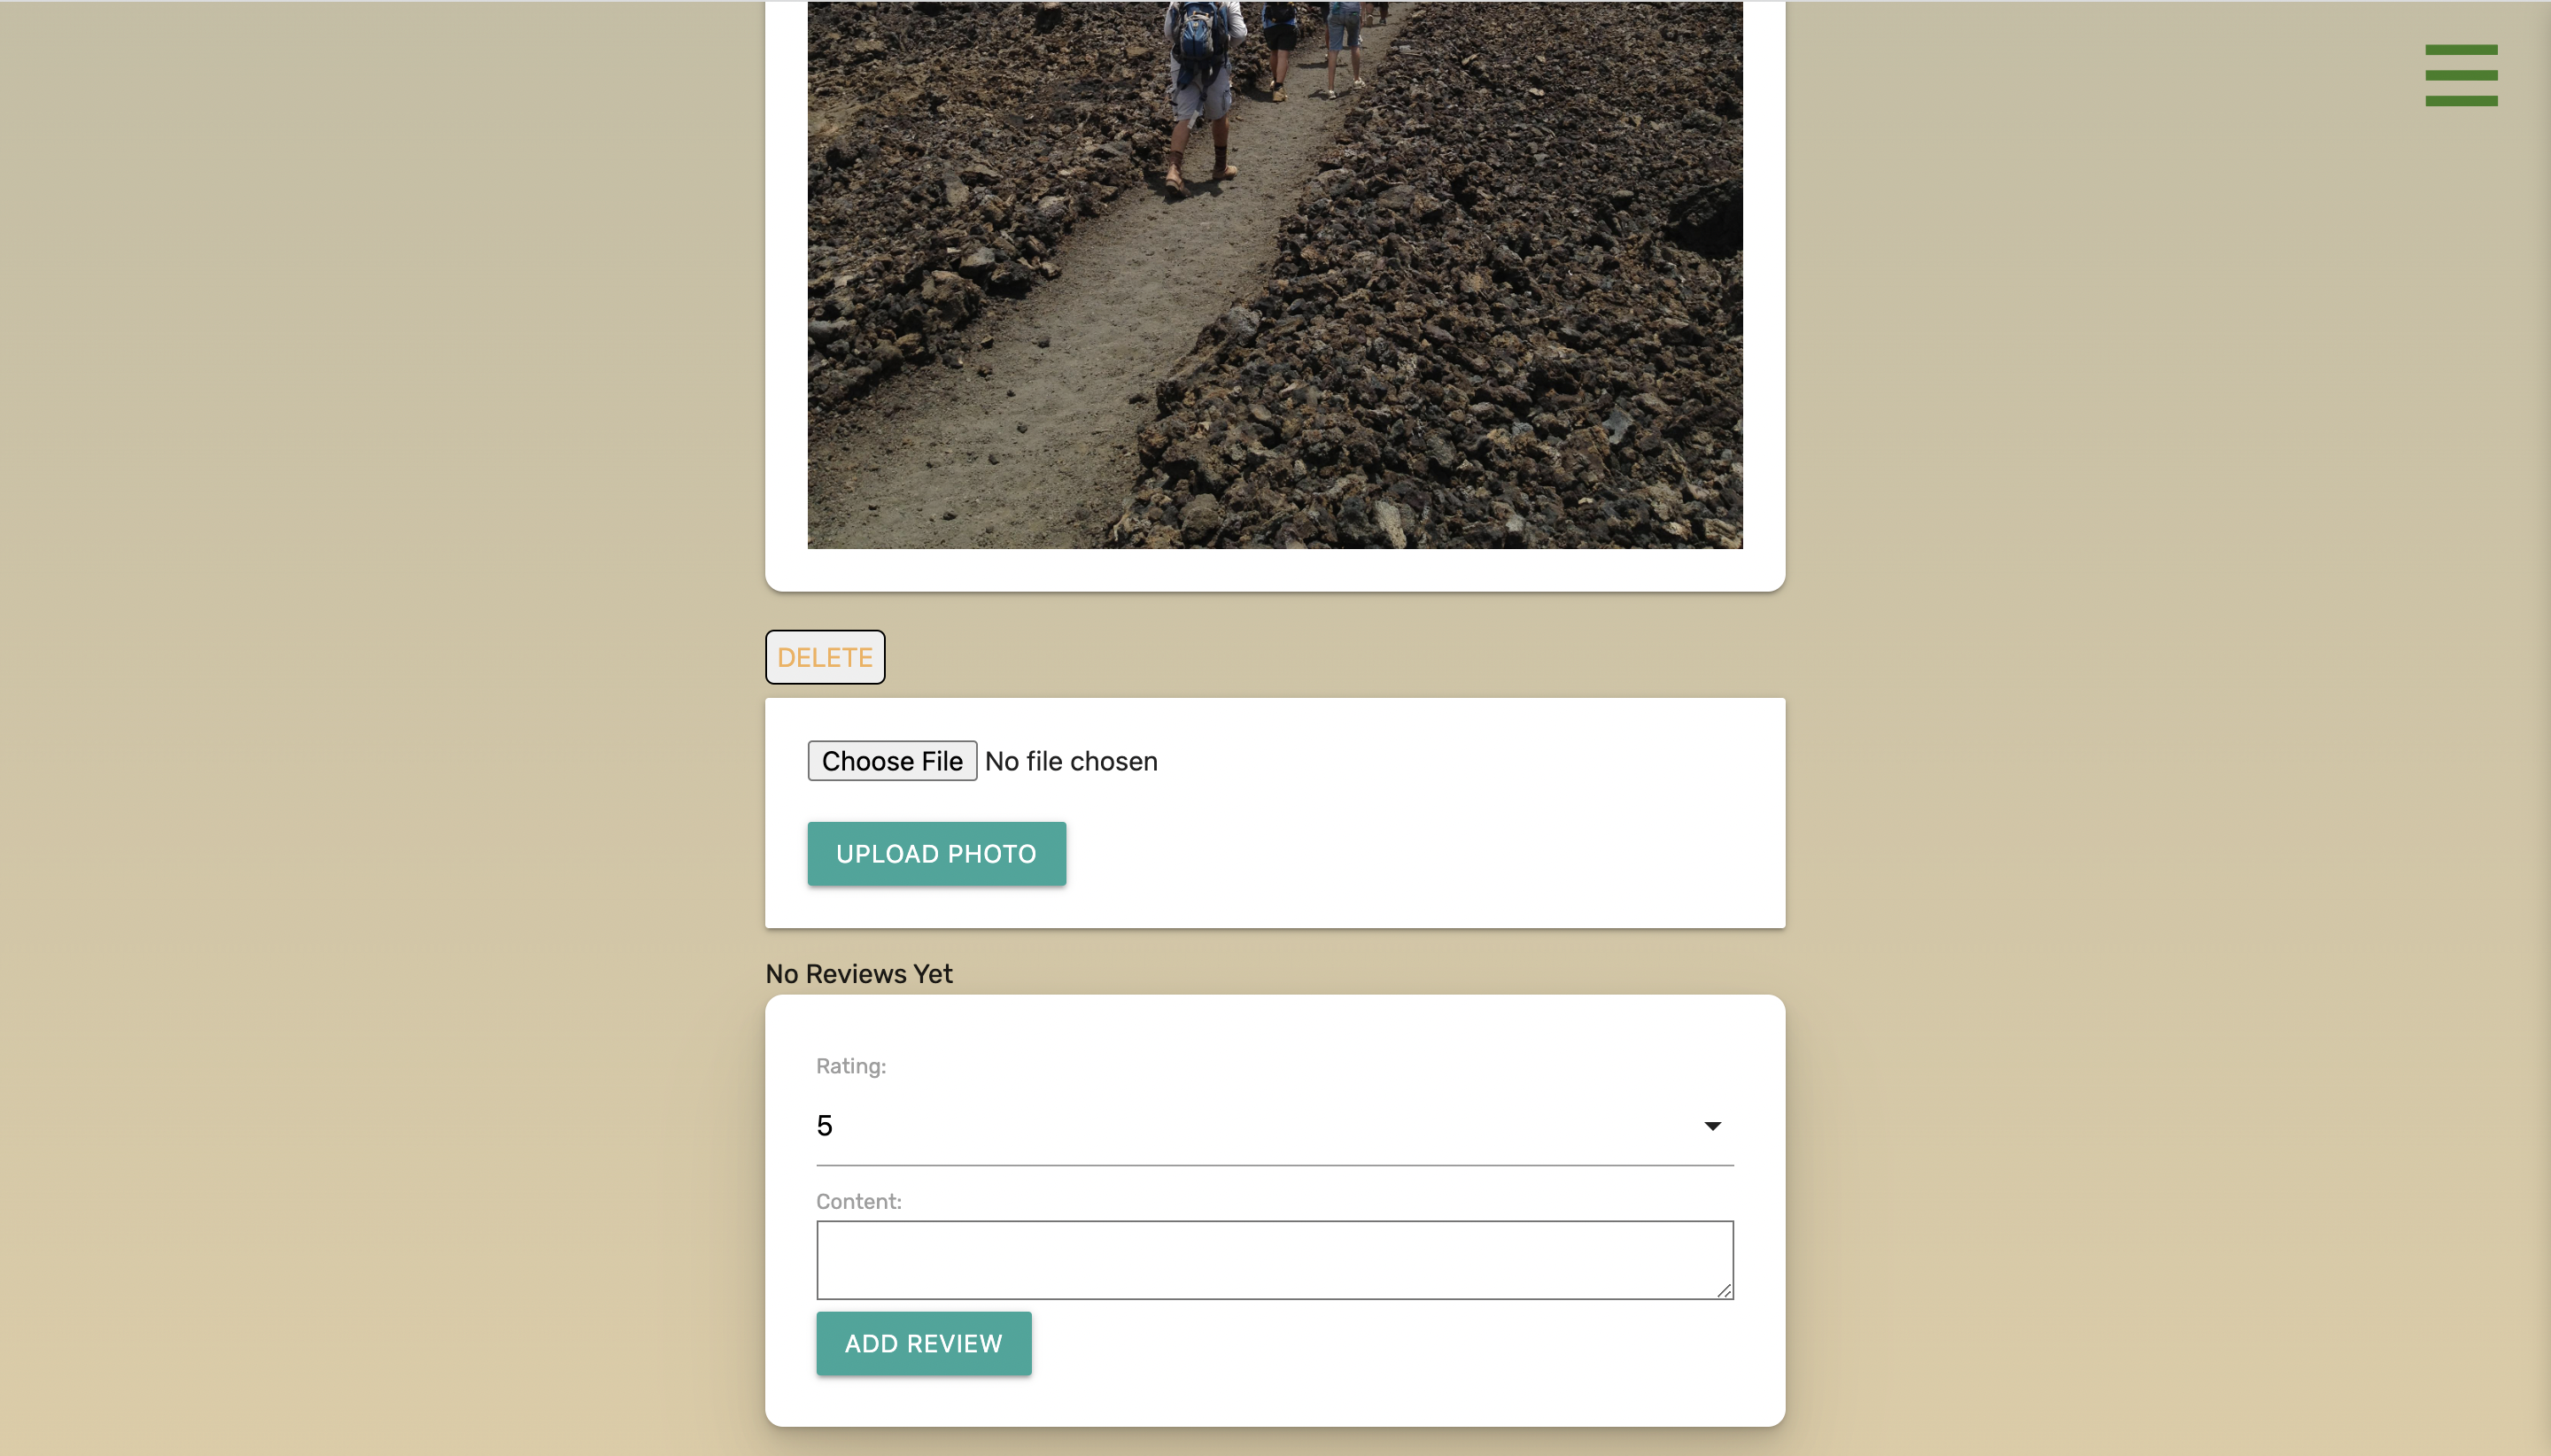 DELETE
Choose File No file chosen
UPLOAD PHOTO
No Reviews Yet
Rating:
5
Content:
ADD REVIEW